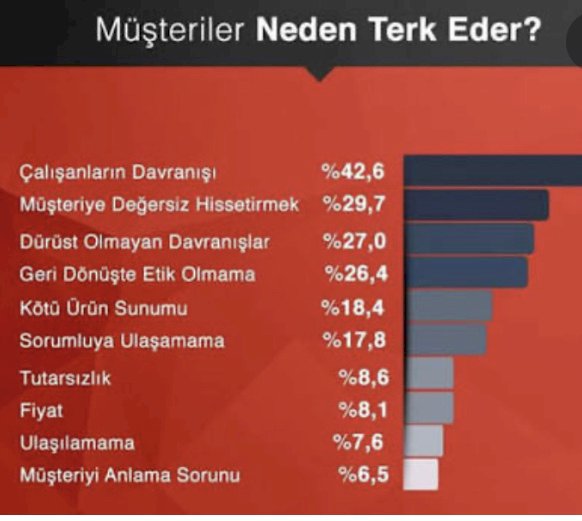 Müşteriler Neden Terk Eder?
Çalışanların Davranışı %42,6
Müşteriye Değersiz Hissetirmek %29,7
Dürüst Olmayan Davranışlar %27,0
Geri Dönüşte Etik Olmama %26,4
Kötü Ürün Sunumu %18,4
Sorumluya Ulaşamama %17,8
Tutarsızlık %8,6
Fiyat %8,1
Ulaşılamama %7,6
Müşteriyi Anlama Sorunu %6,5